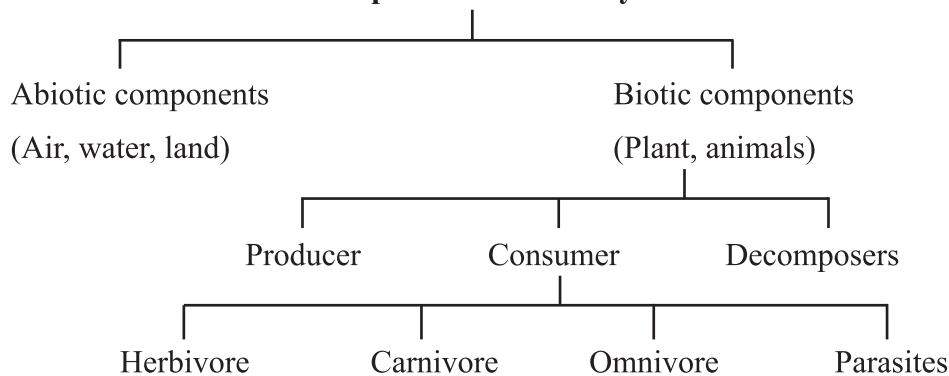 Abiotic components Biotic components
(Air, water, land) (Plant, animals)
Producer Consumer Decomposers
Herbivore Carnivore Omnivore Parasites